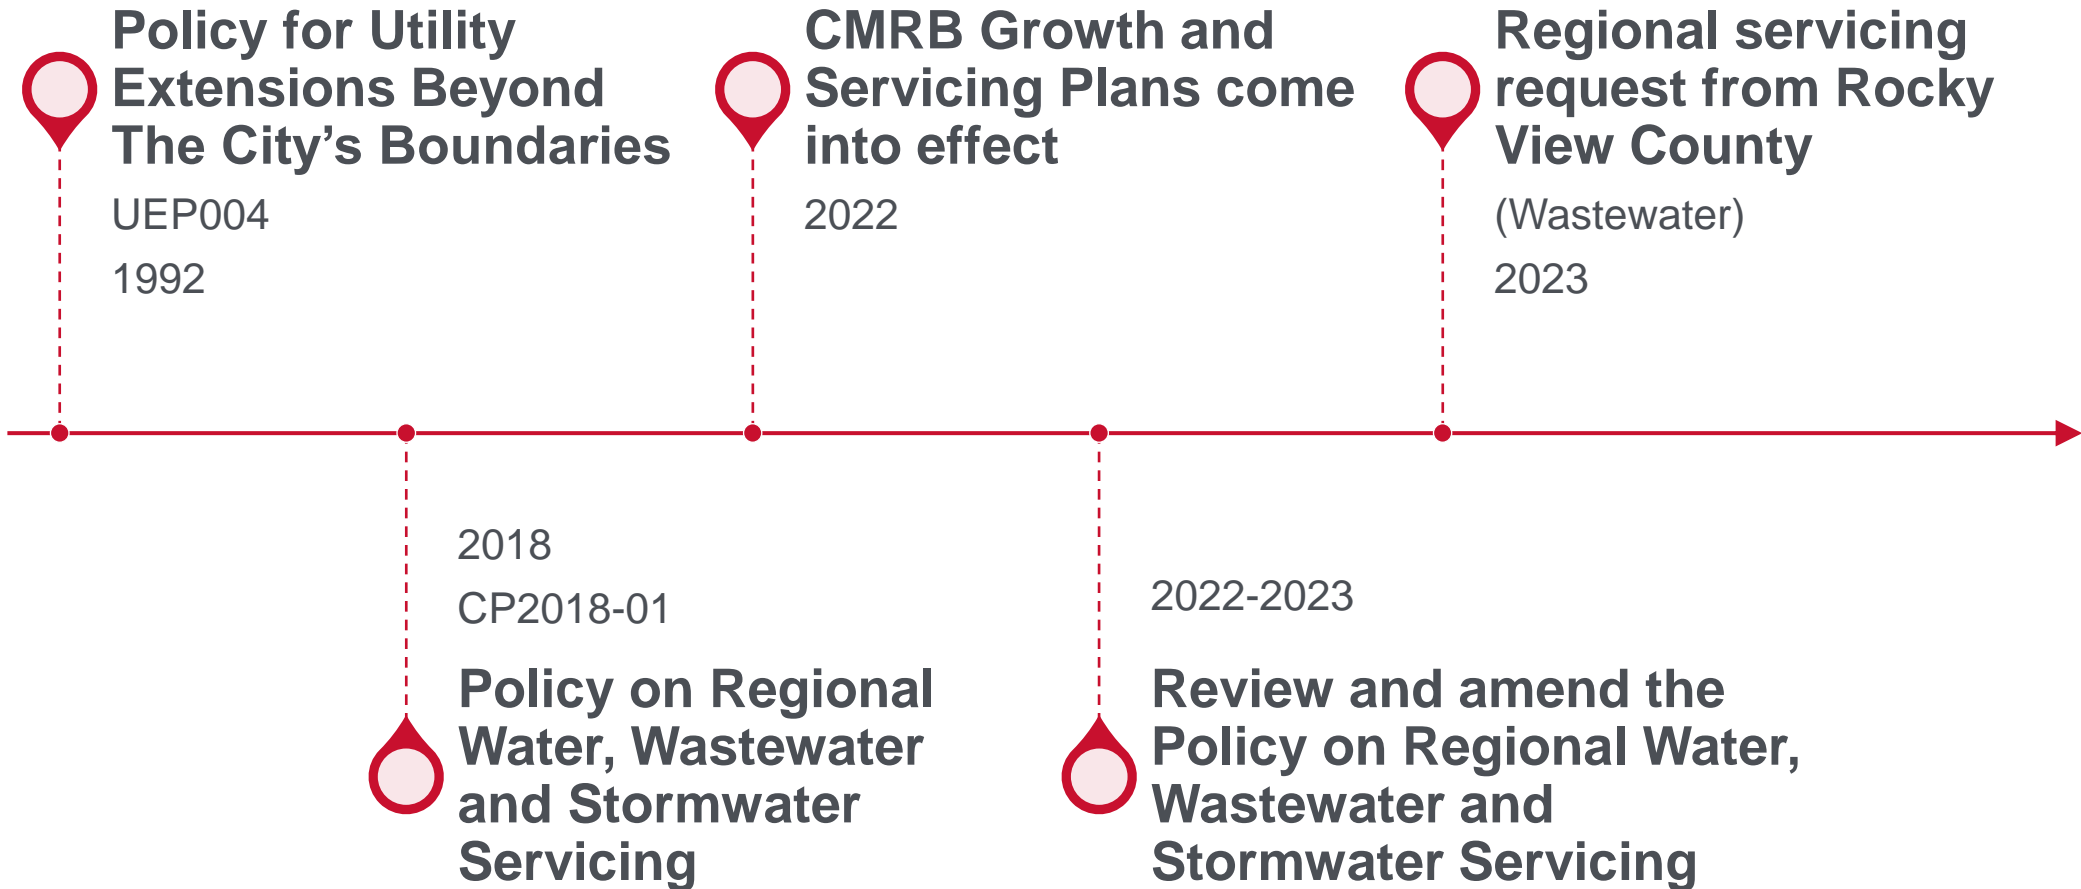 Policy for Utility
Extensions Beyond
The City’s Boundaries
UEP004
1992
CMRB Growth and
Servicing Plans come
into effect
2022
Regional servicing
request from Rocky
View County
(Wastewater)
2023
2018
CP2018-01
Policy on Regional
Water, Wastewater
and Stormwater
Servicing
2022-2023
Review and amend the
Policy on Regional Water,
Wastewater and
Stormwater Servicing